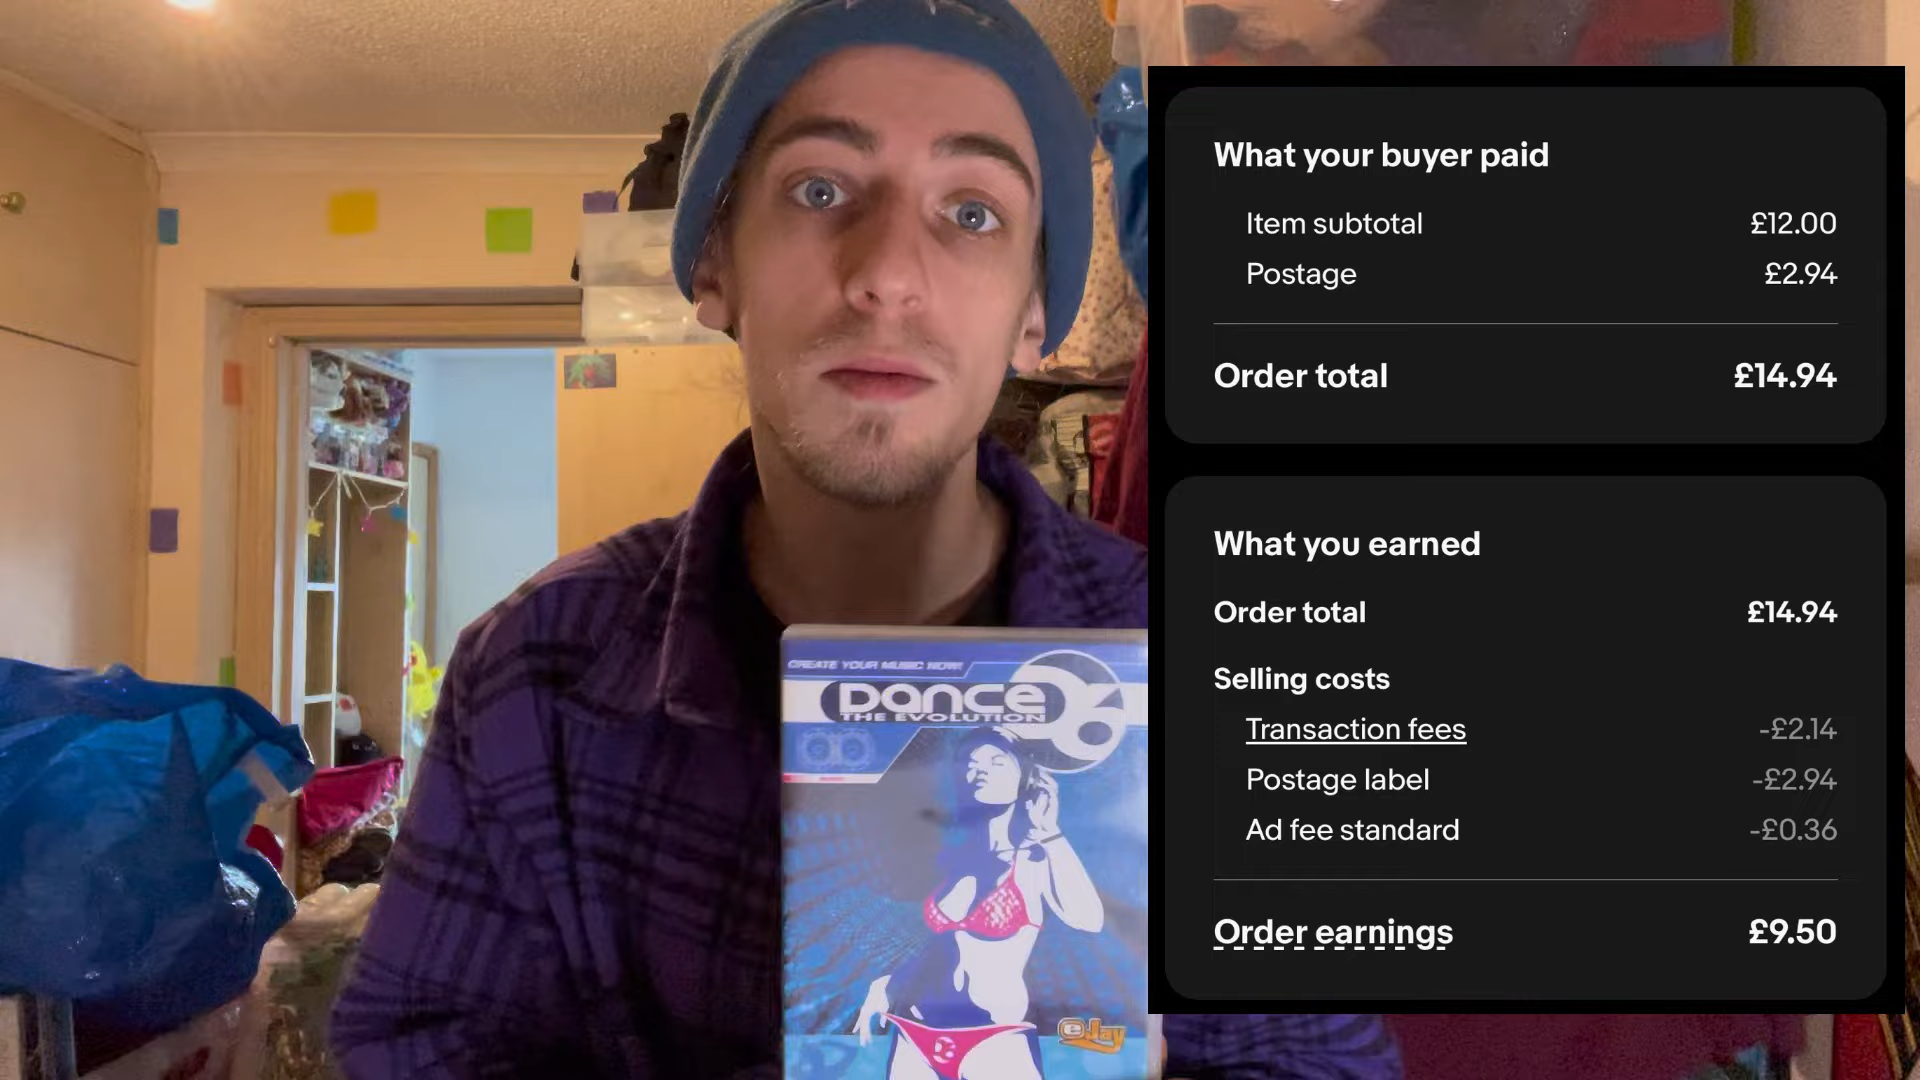 What your buyer paid
Item subtotal £12.00
Postage £2.94
Order total £14.94
What you earned
Order total £14.94
Selling costs
Transaction fees -£2.14
Postage label -£2.94
Ad fee standard -£0.36
Order earnings £9.50
CREATE YOUR MUSIC NOW!
Dance 6
THE EVOLUTION
eJay